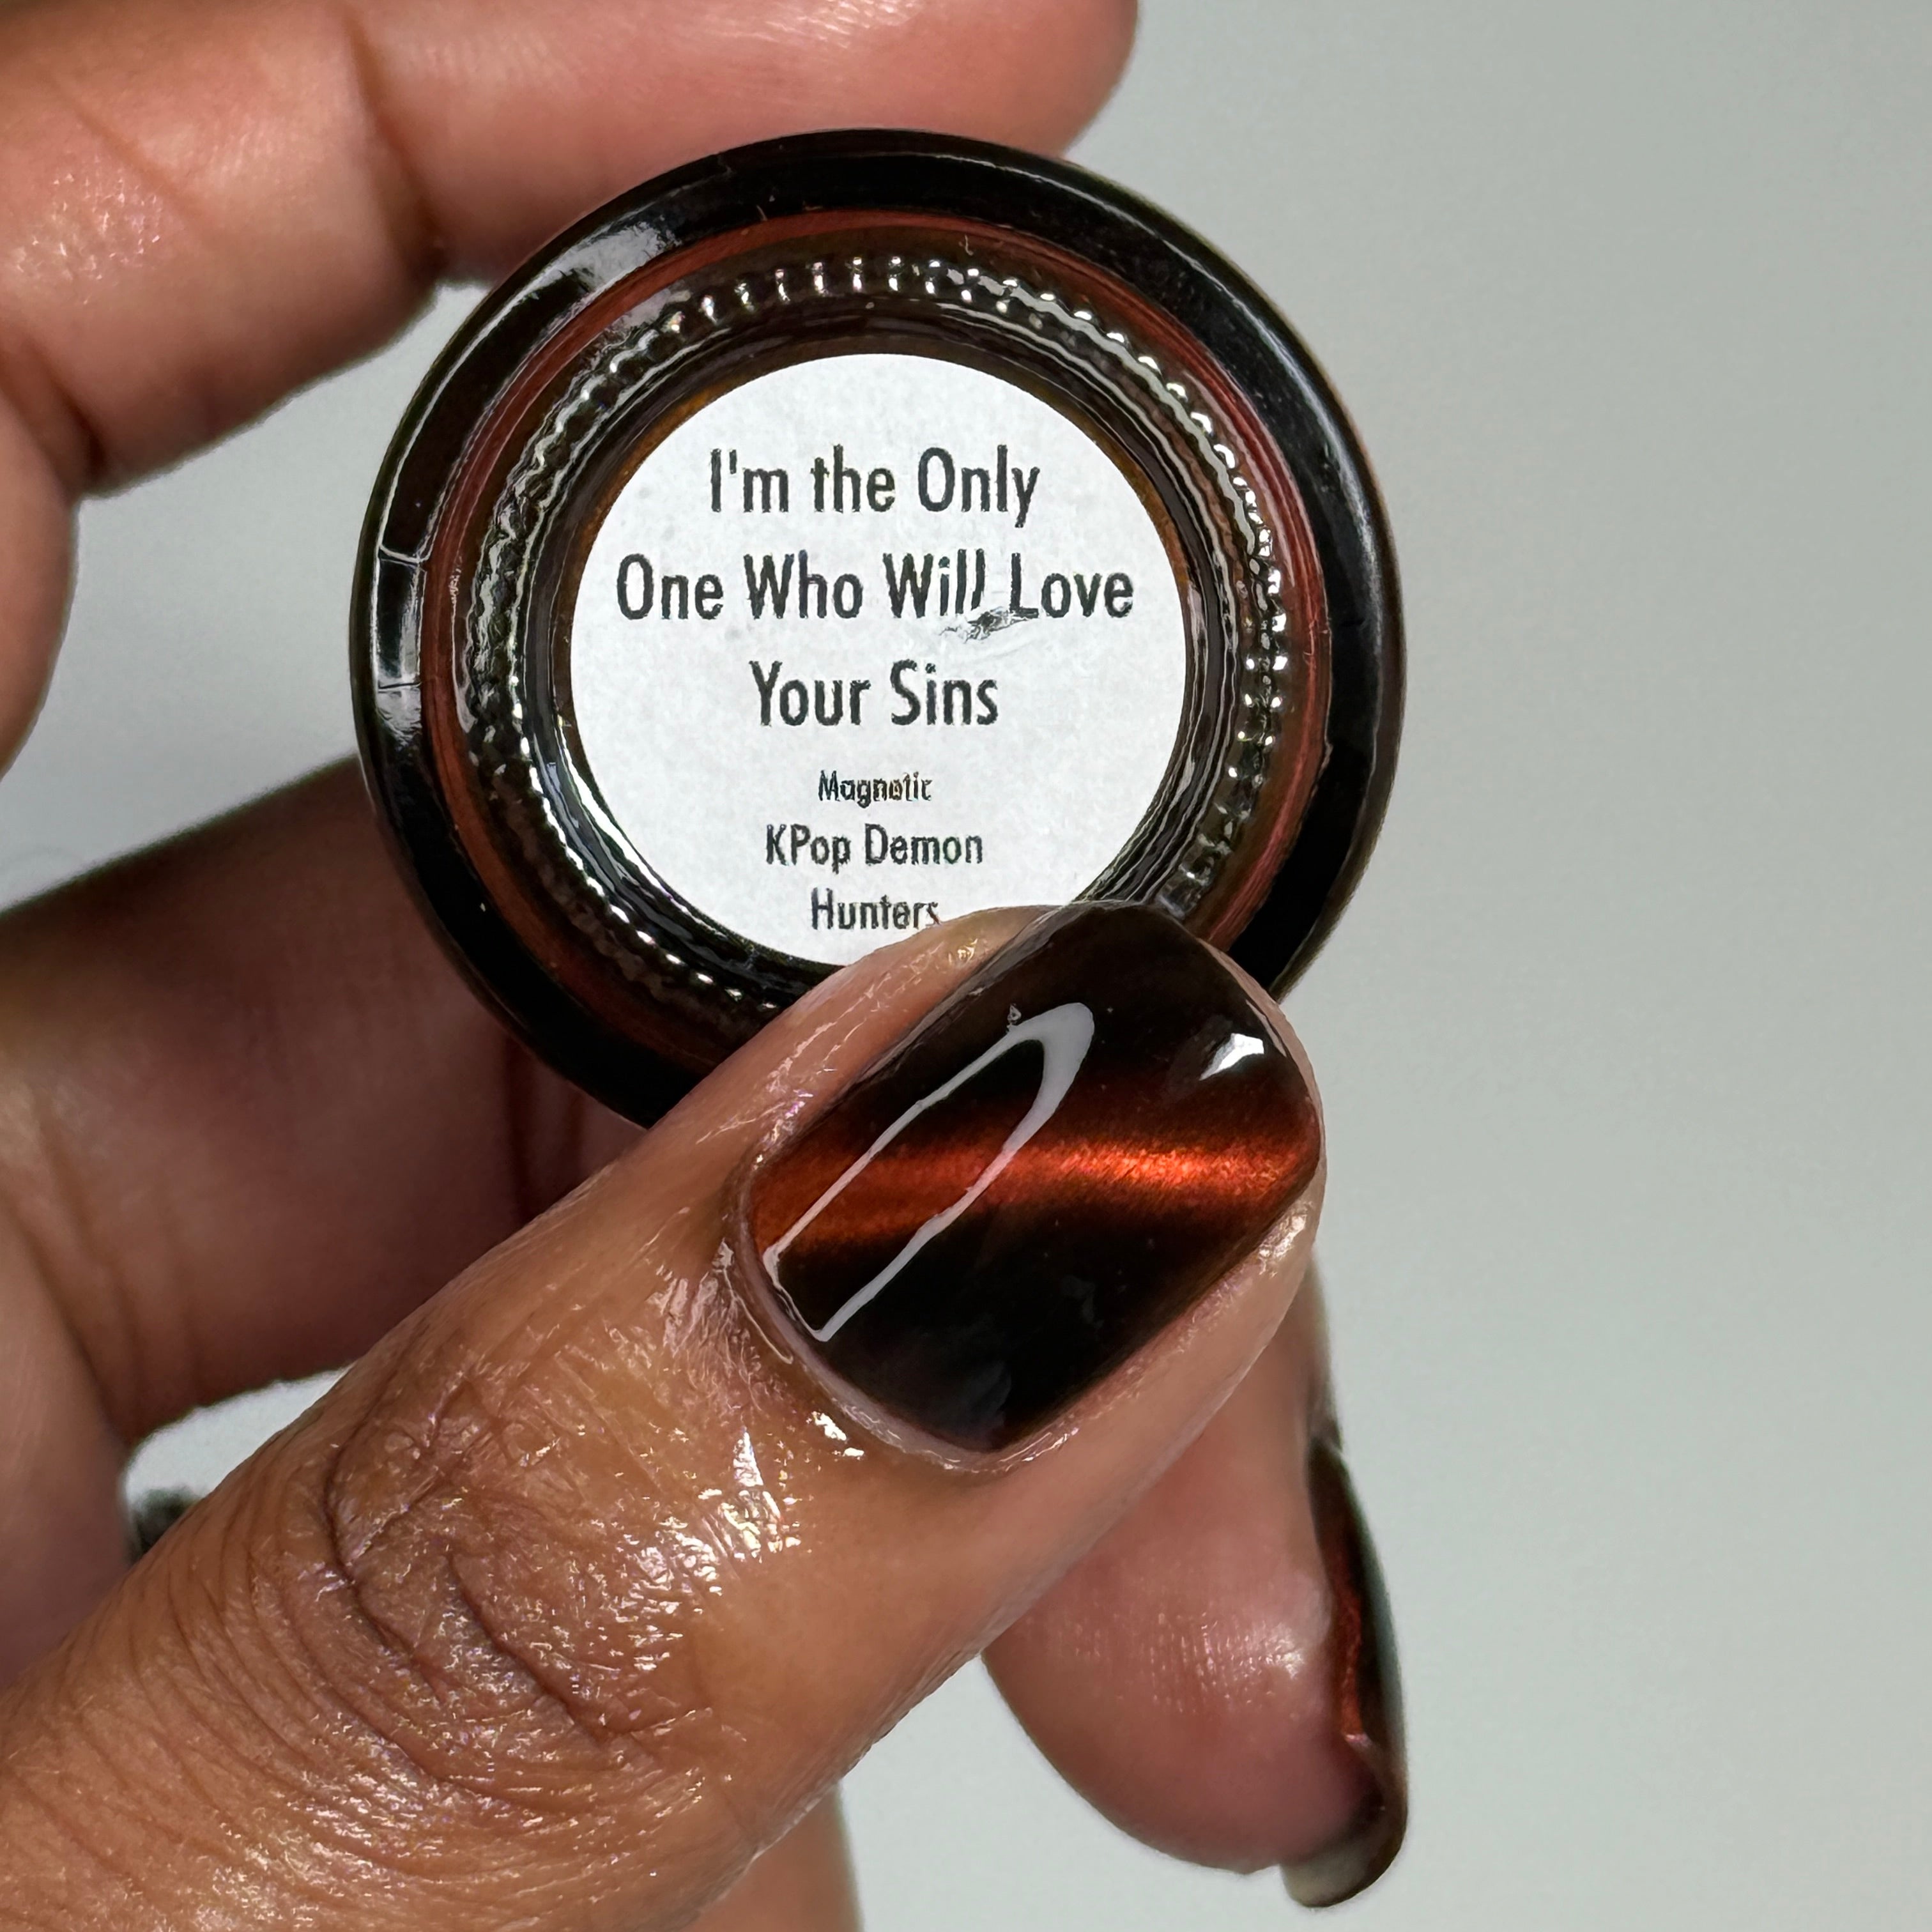 I'm the Only
One Who Will Love
Your Sins
Magnetic
KPop Demon
Hunters